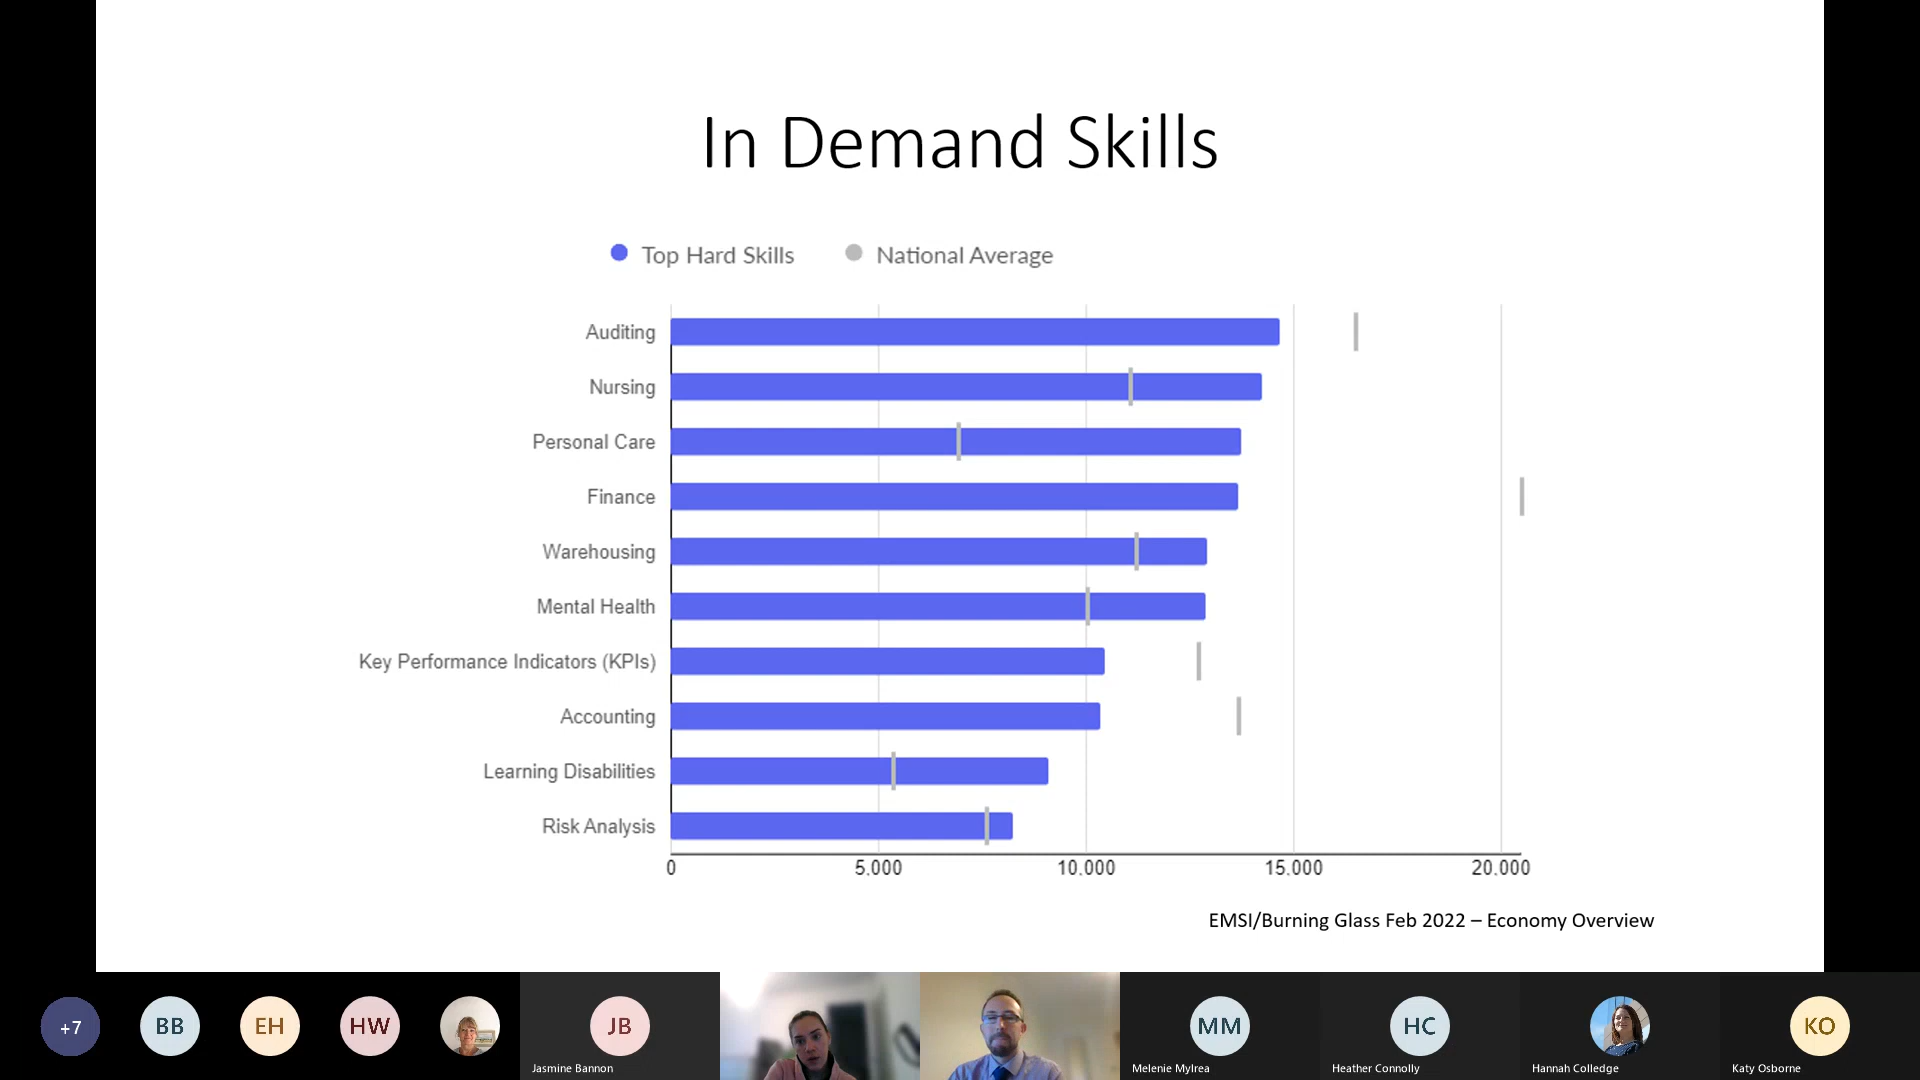 In Demand Skills
Top Hard Skills
National Average
Auditing
Nursing
Personal Care
Finance
Warehousing
Mental Health
Key Performance Indicators (KPIs)
Accounting
Learning Disabilities
Risk Analysis
0 5,000 10,000 15,000 20,000
EMSI/Burning Glass Feb 2022 – Economy Overview
+7 BB EH HW JB MM HC KO
Jasmine Bannon Melenie Mylrea Heather Connolly Hannah Colledge Katy Osborne